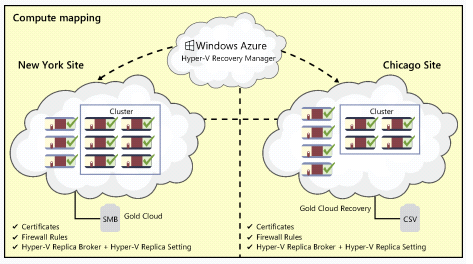 Compute mapping
Windows Azure
Hyper-V Recovery Manager
New York Site
Chicago Site
Cluster
Cluster
SMB
Gold Cloud
Gold Cloud Recovery
CSV
✔ Certificates
✔ Firewall Rules
✔ Hyper-V Replica Broker + Hyper-V Replica Setting
✔ Certificates
✔ Firewall Rules
✔ Hyper-V Replica Broker + Hyper-V Replica Setting